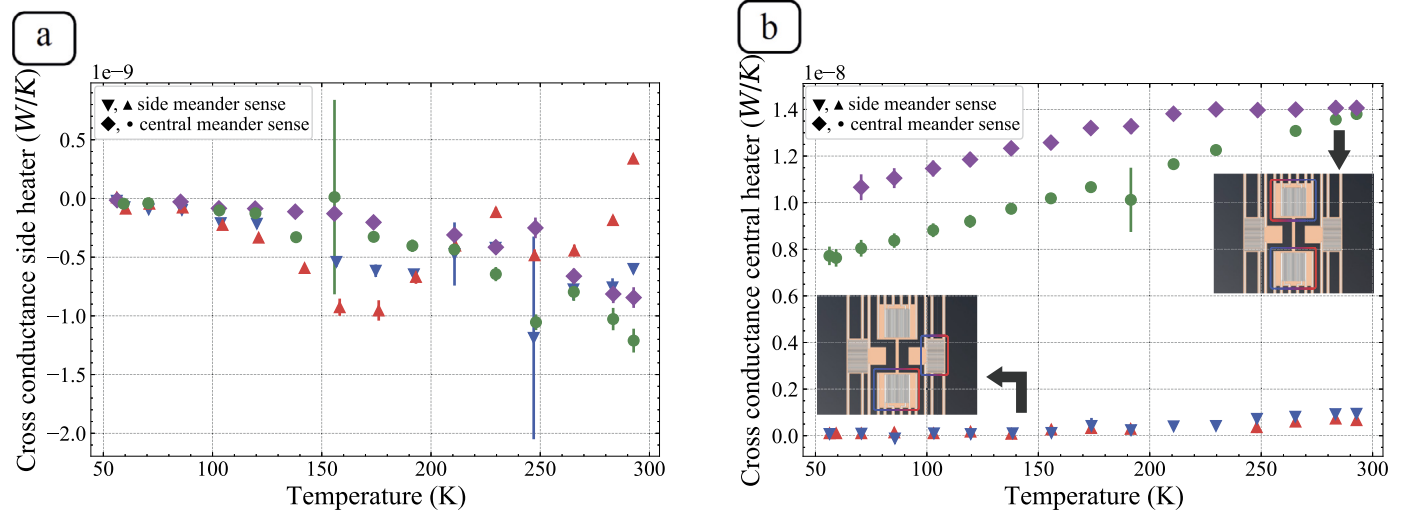 a
1e−9
Cross conductance side heater (W/K)
▼, ▲ side meander sense
◆, • central meander sense
0.5
0.0
−0.5
−1.0
−1.5
−2.0
50 100 150 200 250 300
Temperature (K)
b
1e−8
Cross conductance central heater (W/K)
▼, ▲ side meander sense
◆, • central meander sense
1.4
1.2
1.0
0.8
0.6
0.4
0.2
0.0
50 100 150 200 250 300
Temperature (K)